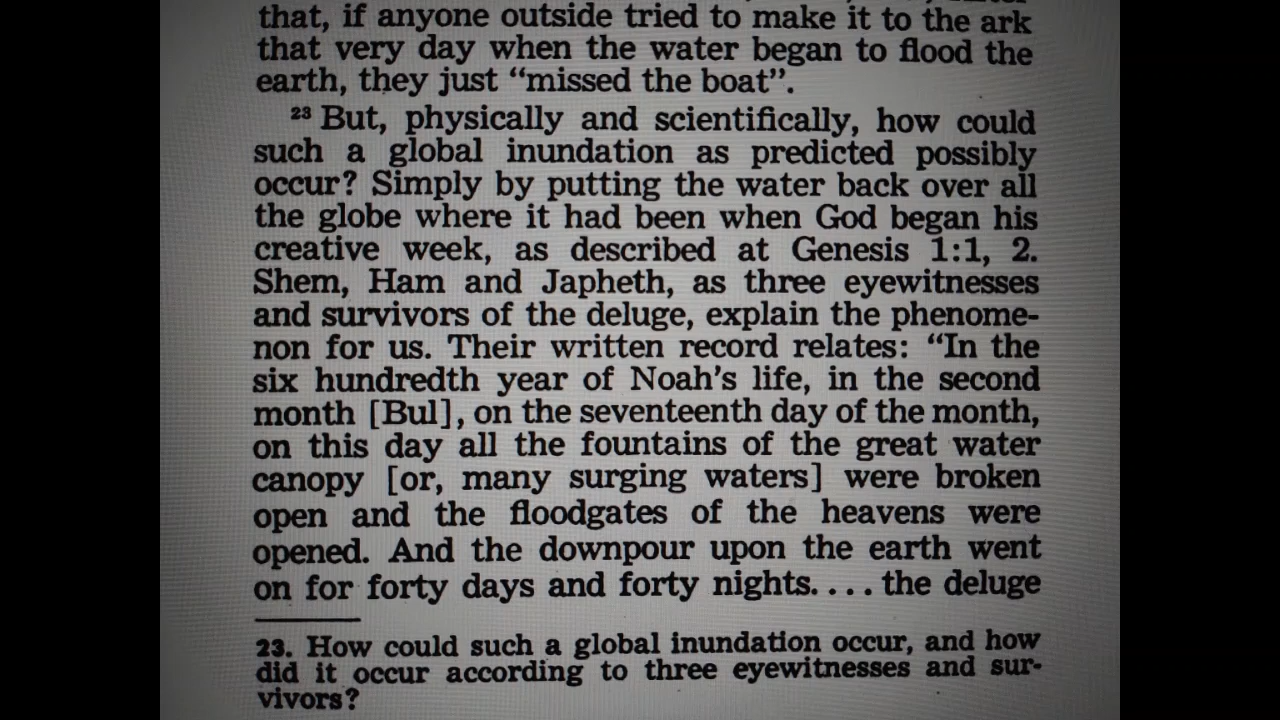 that, if anyone outside tried to make it to the ark
that very day when the water began to flood the
earth, they just “missed the boat”.
²³ But, physically and scientifically, how could
such a global inundation as predicted possibly
occur? Simply by putting the water back over all
the globe where it had been when God began his
creative week, as described at Genesis 1:1, 2.
Shem, Ham and Japheth, as three eyewitnesses
and survivors of the deluge, explain the phenome-
non for us. Their written record relates: “In the
six hundredth year of Noah’s life, in the second
month [Bul], on the seventeenth day of the month,
on this day all the fountains of the great water
canopy [or, many surging waters] were broken
open and the floodgates of the heavens were
opened. And the downpour upon the earth went
on for forty days and forty nights. . . . the deluge
23. How could such a global inundation occur, and how
did it occur according to three eyewitnesses and sur-
vivors?